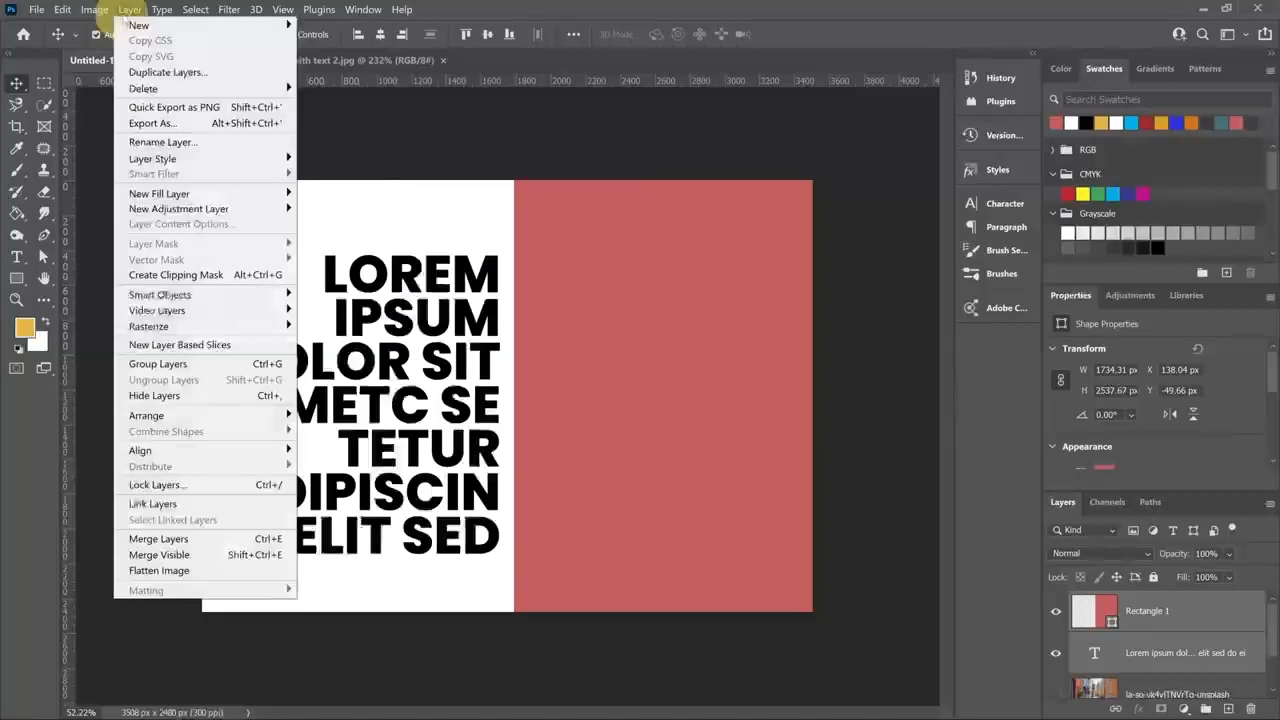 Ps File Edit Image Layer Type Select Filter 3D View Plugins Window Help
Controls 3D Mode:
Untitled-1 with text 2.jpg @ 232% (RGB/8#) ×
600 600 800 1000 1200 1400 1600 1800 2000 2200 2400 2600 2800 3000 3200 3400 3600 3800 4000
New
Copy CSS
Copy SVG
Duplicate Layers...
Delete
Quick Export as PNG Shift+Ctrl+'
Export As... Alt+Shift+Ctrl+'
Rename Layer...
Layer Style
Smart Filter
New Fill Layer
New Adjustment Layer
Layer Content Options...
Layer Mask
Vector Mask
Create Clipping Mask Alt+Ctrl+G
Smart Objects
Video Layers
Rasterize
New Layer Based Slices
Group Layers Ctrl+G
Ungroup Layers Shift+Ctrl+G
Hide Layers Ctrl+,
Arrange
Combine Shapes
Align
Distribute
Lock Layers... Ctrl+/
Link Layers
Select Linked Layers
Merge Layers Ctrl+E
Merge Visible Shift+Ctrl+E
Flatten Image
Matting
LOREM
IPSUM
OLOR SIT
METC SE
TETUR
DIPISCIN
ELIT SED
History
Plugins
Version...
Styles
Character
Paragraph
Brush Se...
Brushes
Adobe C...
Color Swatches Gradients Patterns
Search Swatches
RGB
CMYK
Grayscale
Properties Adjustments Libraries
Shape Properties
Transform
W 1734.31 px X 138.04 px
H 2537.67 px Y -49.66 px
0.00°
Appearance
Layers Channels Paths
Kind
Normal Opacity: 100%
Lock: Fill: 100%
Rectangle 1
T Lorem ipsum dol... elit sed do ei
la-so-vk4vITNVrTo-unsplash
52.22% 3508 px x 2480 px (300 ppi)